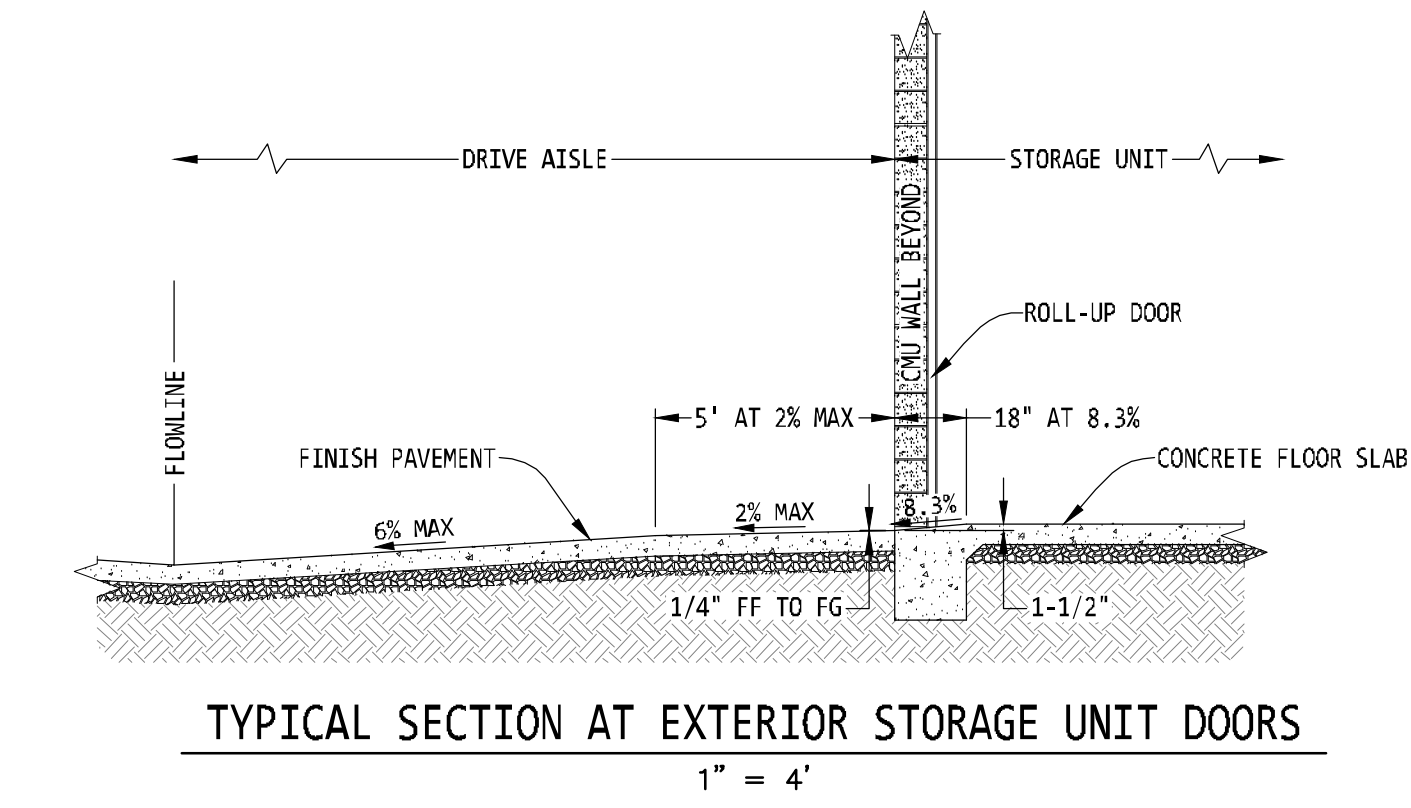 DRIVE AISLE
STORAGE UNIT
CMU WALL BEYOND
ROLL-UP DOOR
FLOWLINE
5' AT 2% MAX
18" AT 8.3%
FINISH PAVEMENT
CONCRETE FLOOR SLAB
6% MAX
2% MAX
8.3%
1/4" FF TO FG
1-1/2"
TYPICAL SECTION AT EXTERIOR STORAGE UNIT DOORS
1" = 4'